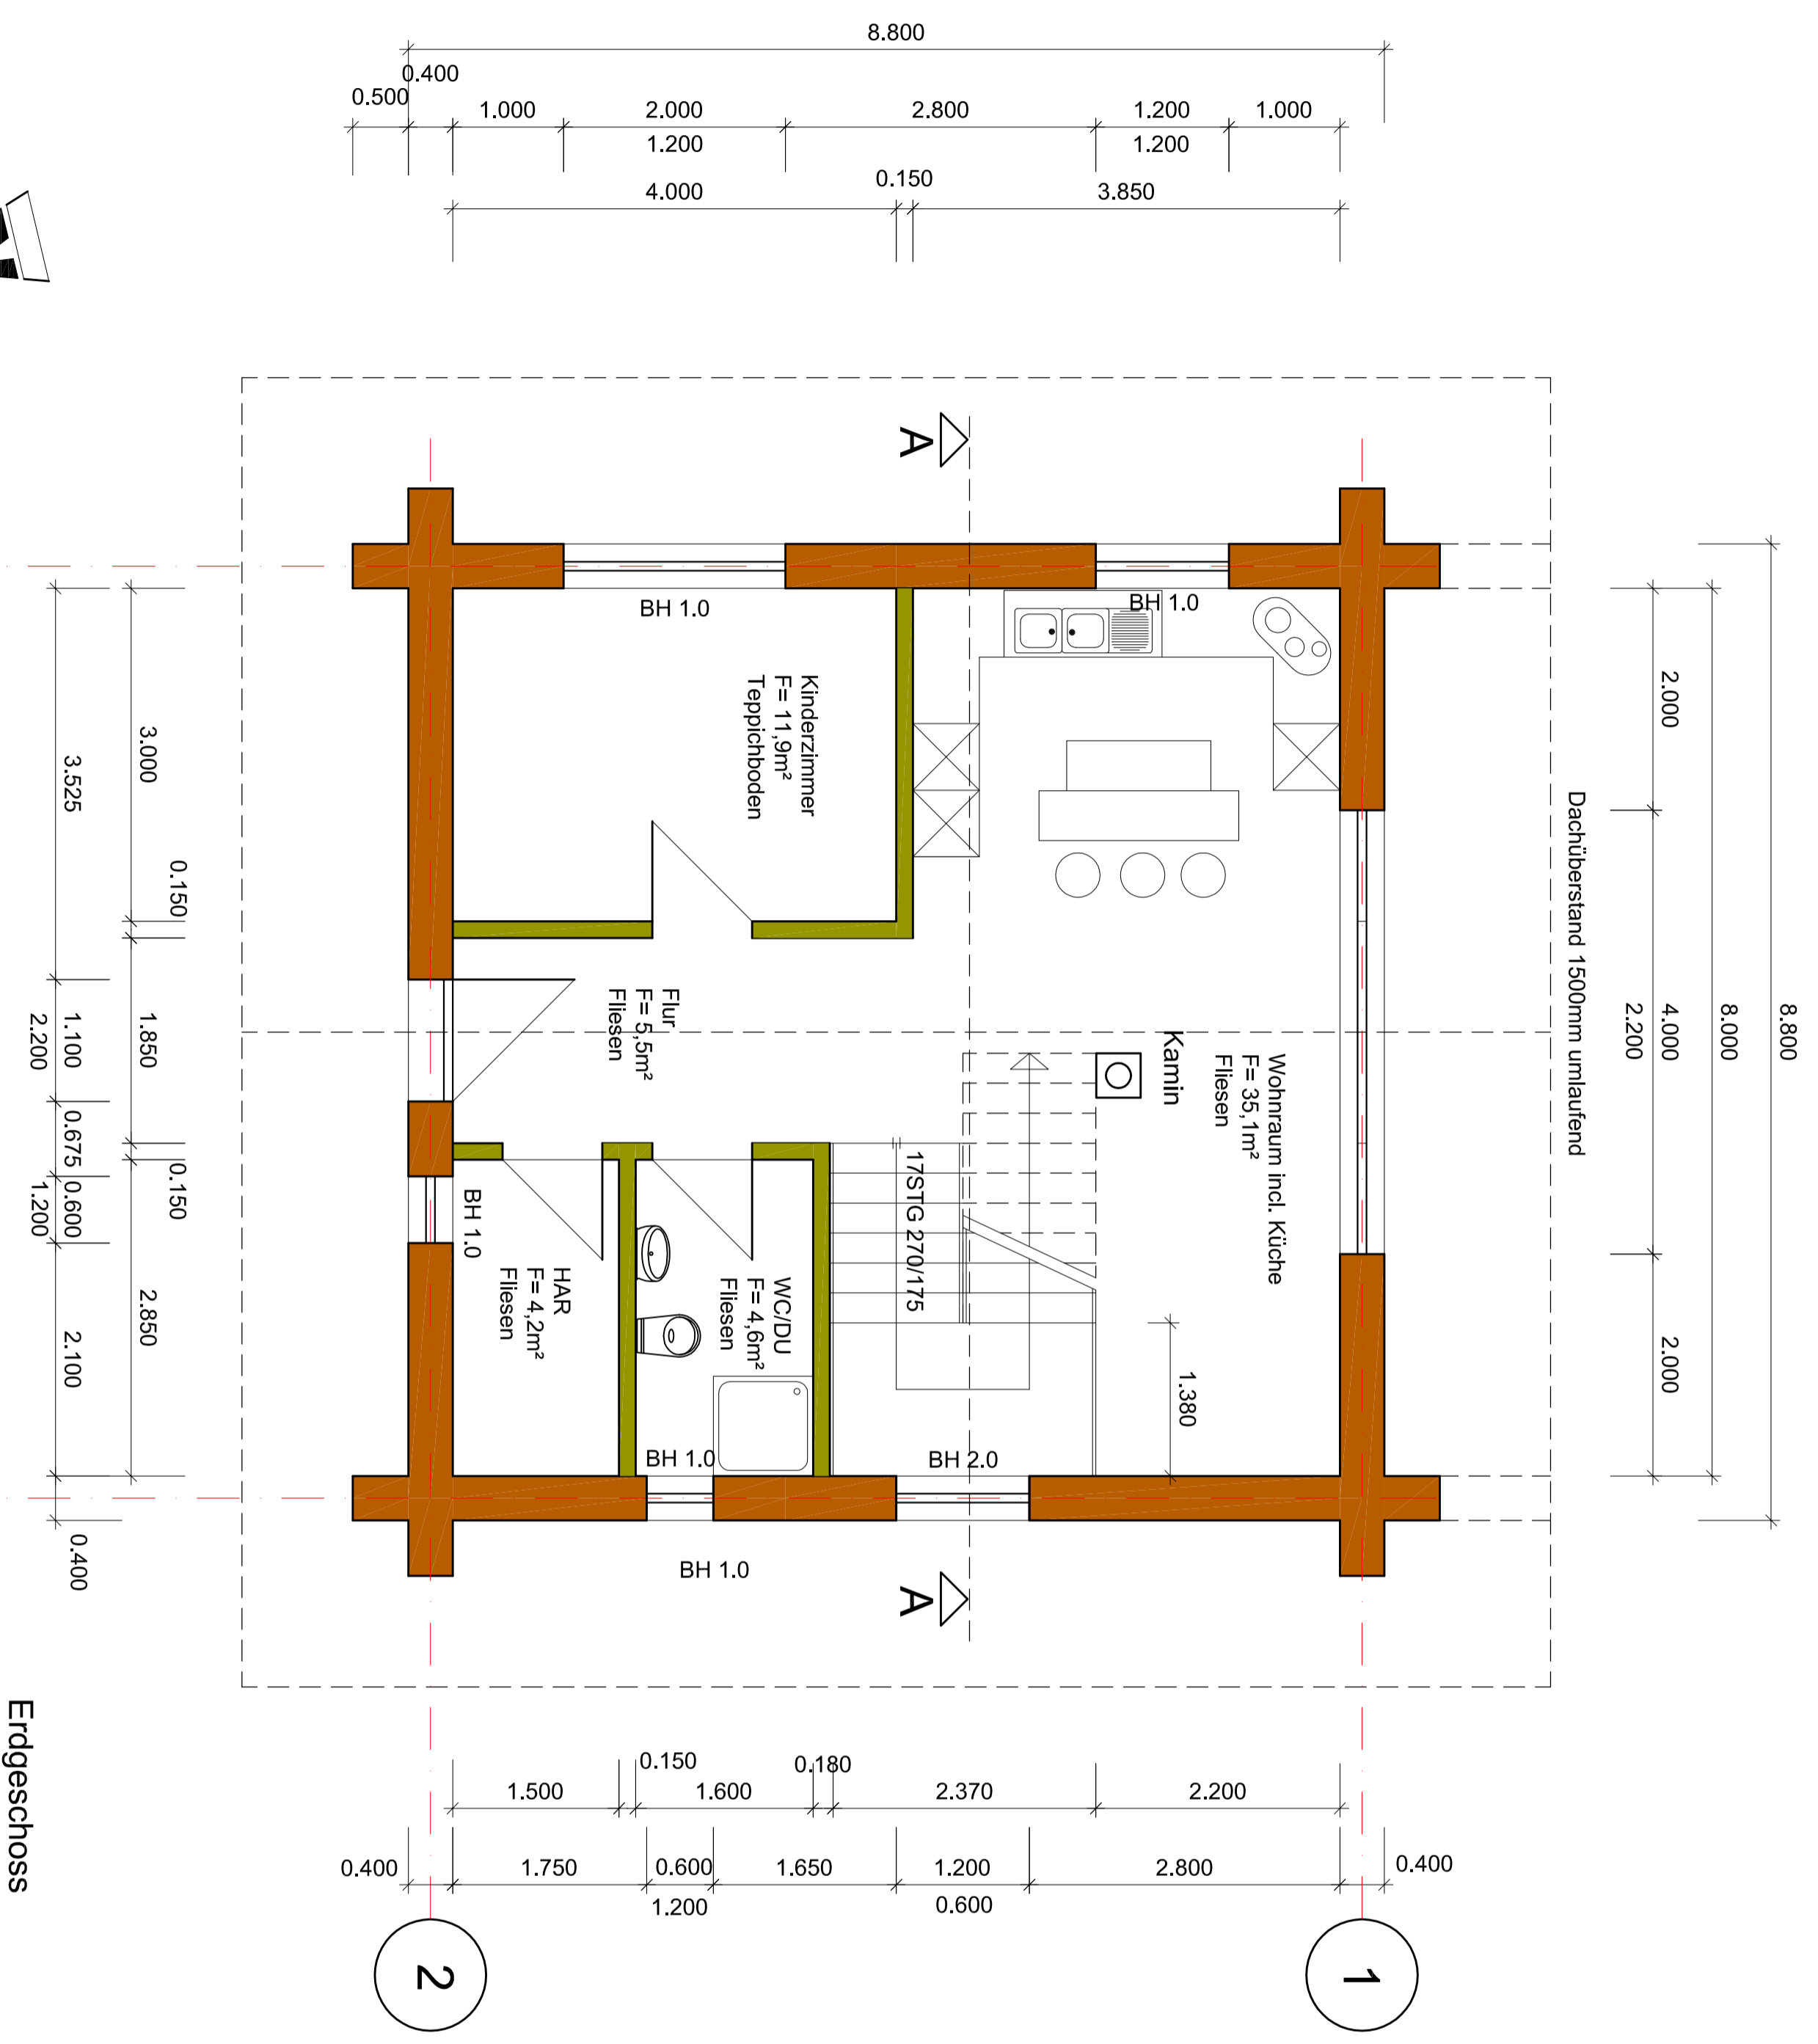 8.800
0.400
0.500
1.000
2.000
2.800
1.200
1.000
1.200
1.200
4.000
0.150
3.850
A
BH 1.0
BH 1.0
Kinderzimmer
F= 11,9m²
Teppichboden
Flur
F= 5,5m²
Fliesen
Kamin
Wohnraum incl. Küche
F= 35,1m²
Fliesen
17STG 270/175
WC/DU
F= 4,6m²
Fliesen
HAR
F= 4,2m²
Fliesen
BH 1.0
BH 1.0
BH 2.0
1.380
BH 1.0
A
Dachüberstand 1500mm umlaufend
8.800
8.000
2.000
4.000
2.000
2.200
0.150
3.000
1.850
0.150
2.850
3.525
1.100
0.675
0.600
2.100
0.400
2.200
1.200
0.150
0.180
1.500
1.600
2.370
2.200
0.400
1.750
0.600
1.650
1.200
2.800
0.400
1.200
0.600
2
1
Erdgeschoss